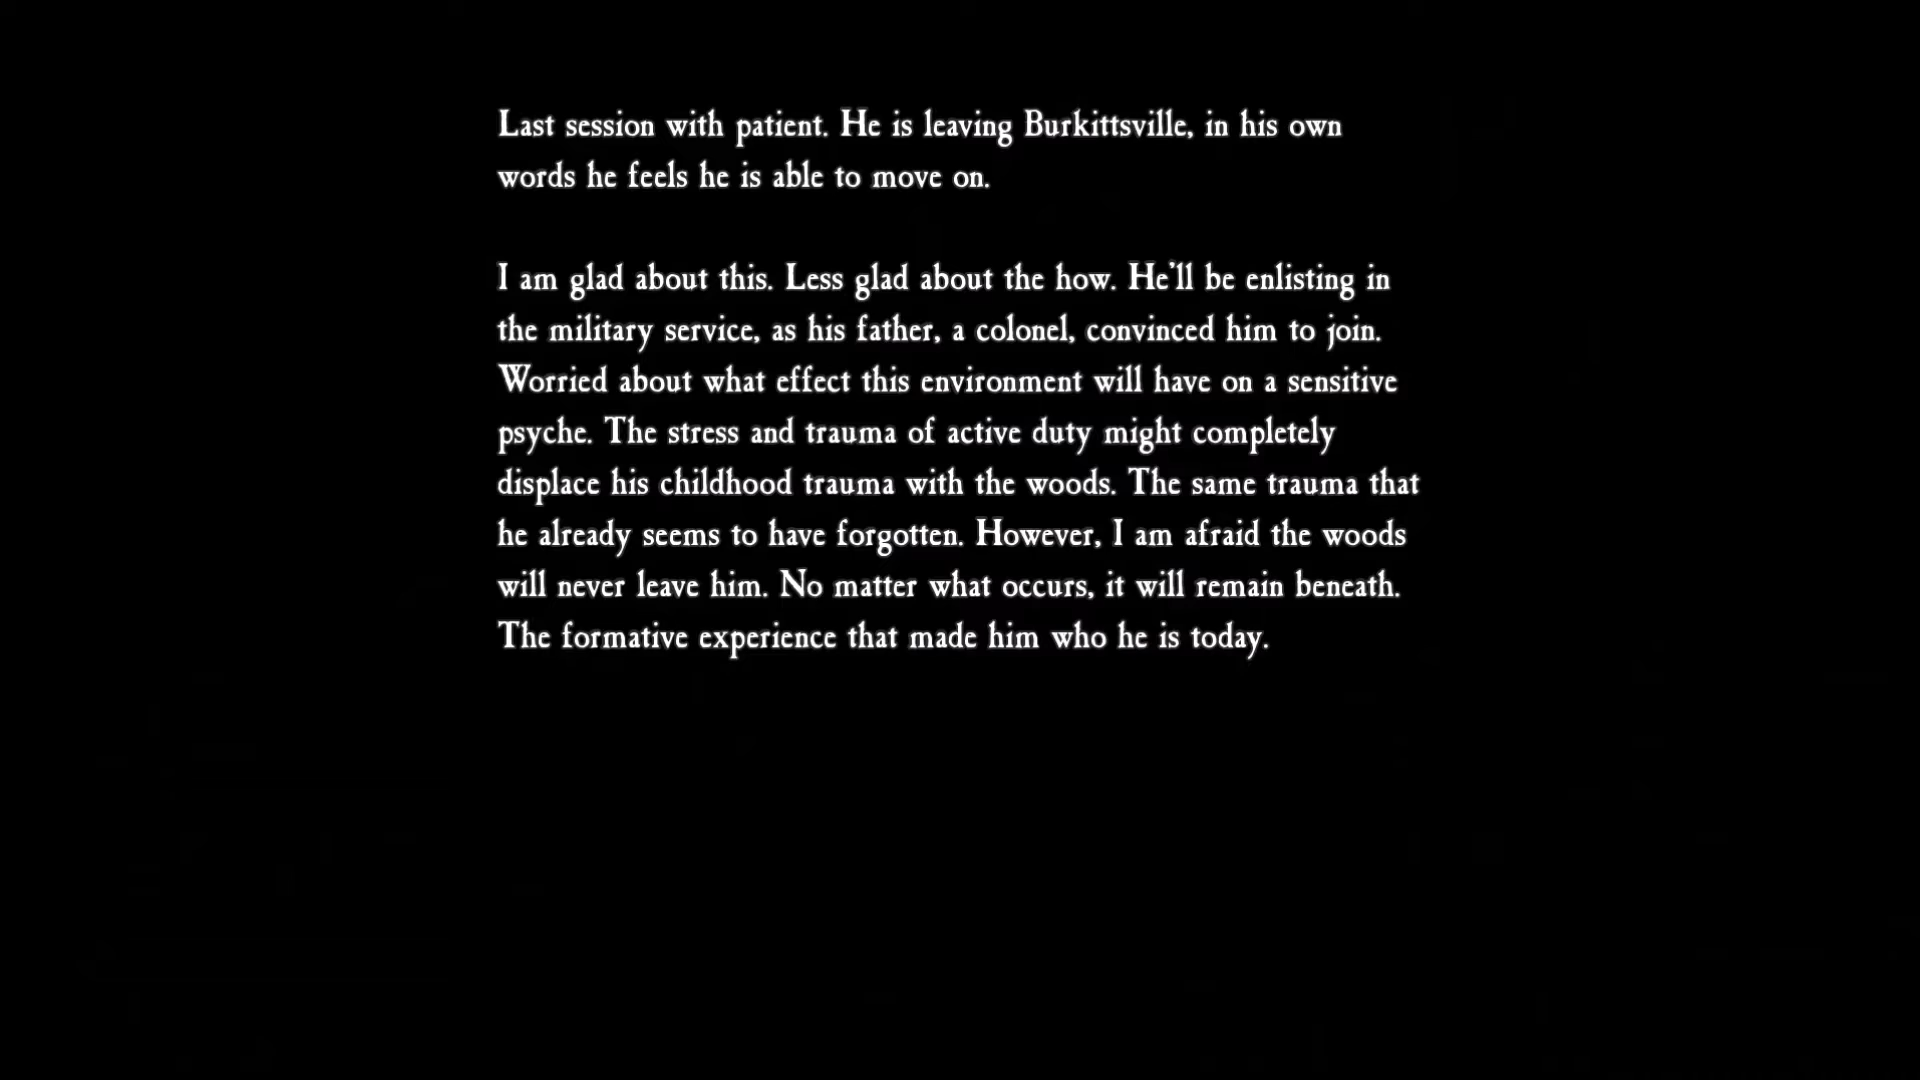 Last session with patient. He is leaving Burkittsville, in his own
words he feels he is able to move on.
I am glad about this. Less glad about the how. He'll be enlisting in
the military service, as his father, a colonel, convinced him to join.
Worried about what effect this environment will have on a sensitive
psyche. The stress and trauma of active duty might completely
displace his childhood trauma with the woods. The same trauma that
he already seems to have forgotten. However, I am afraid the woods
will never leave him. No matter what occurs, it will remain beneath.
The formative experience that made him who he is today.